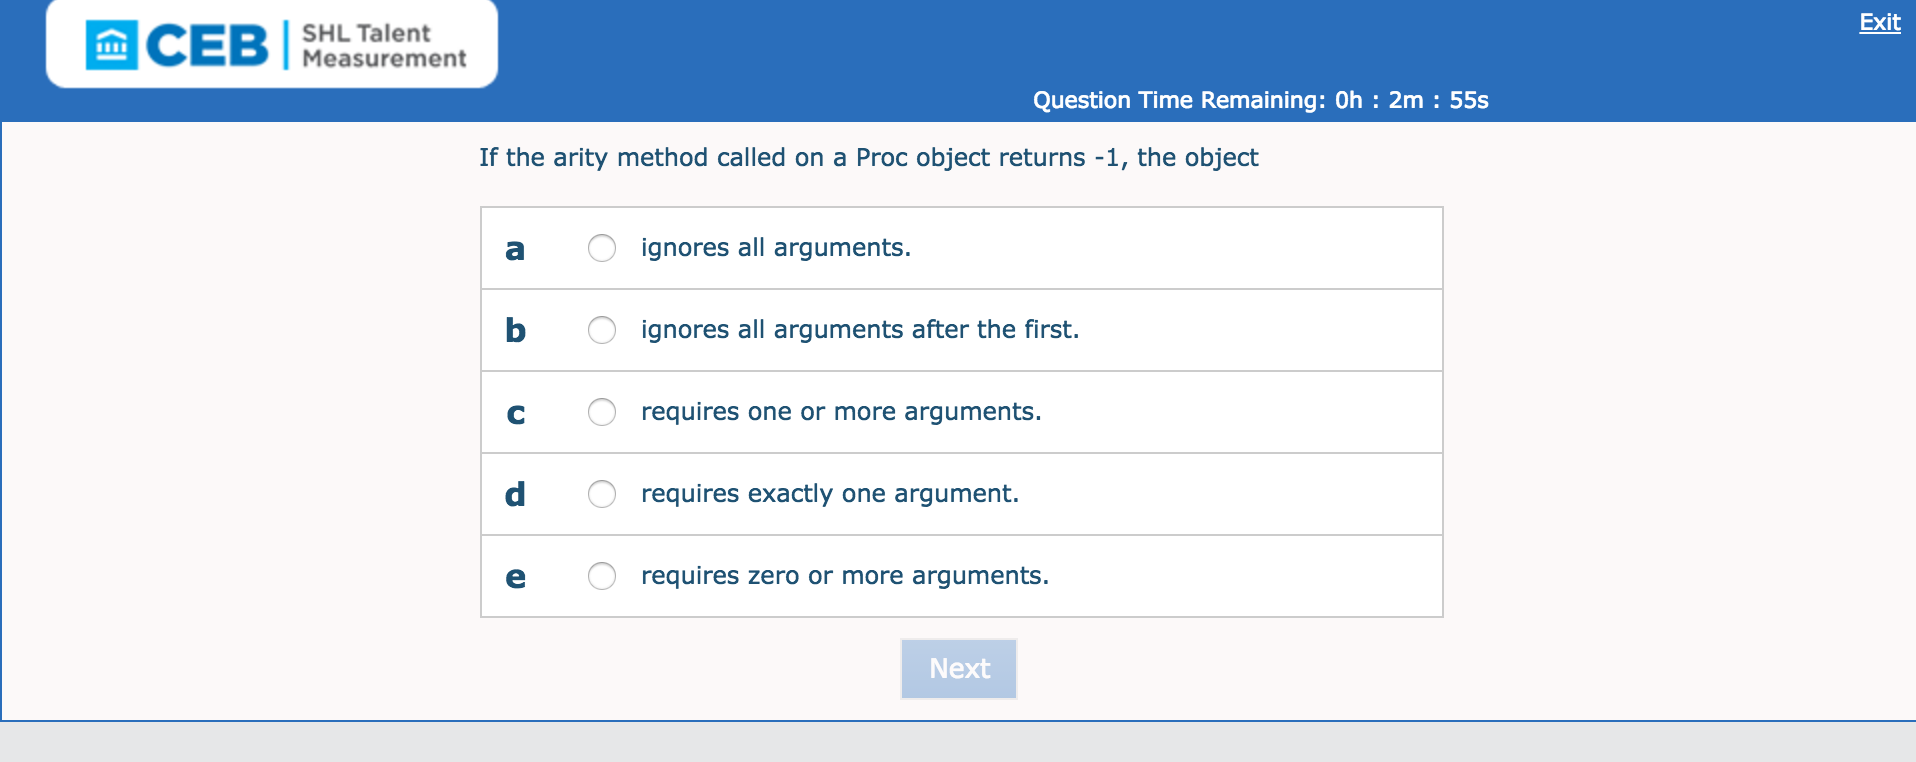 CEB
SHL Talent
Measurement
Exit
Question Time Remaining: 0h : 2m : 55s
If the arity method called on a Proc object returns -1, the object
a ignores all arguments.
b ignores all arguments after the first.
c requires one or more arguments.
d requires exactly one argument.
e requires zero or more arguments.
Next